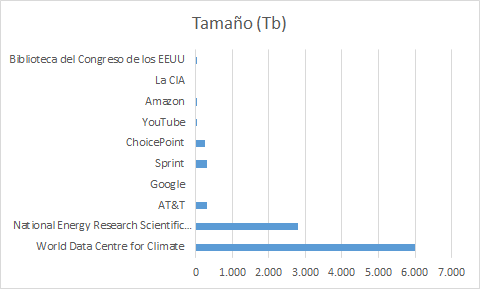 Tamaño (Tb)
Biblioteca del Congreso de los EEUU
La CIA
Amazon
YouTube
ChoicePoint
Sprint
Google
AT&T
National Energy Research Scientific...
World Data Centre for Climate
0 1.000 2.000 3.000 4.000 5.000 6.000 7.000